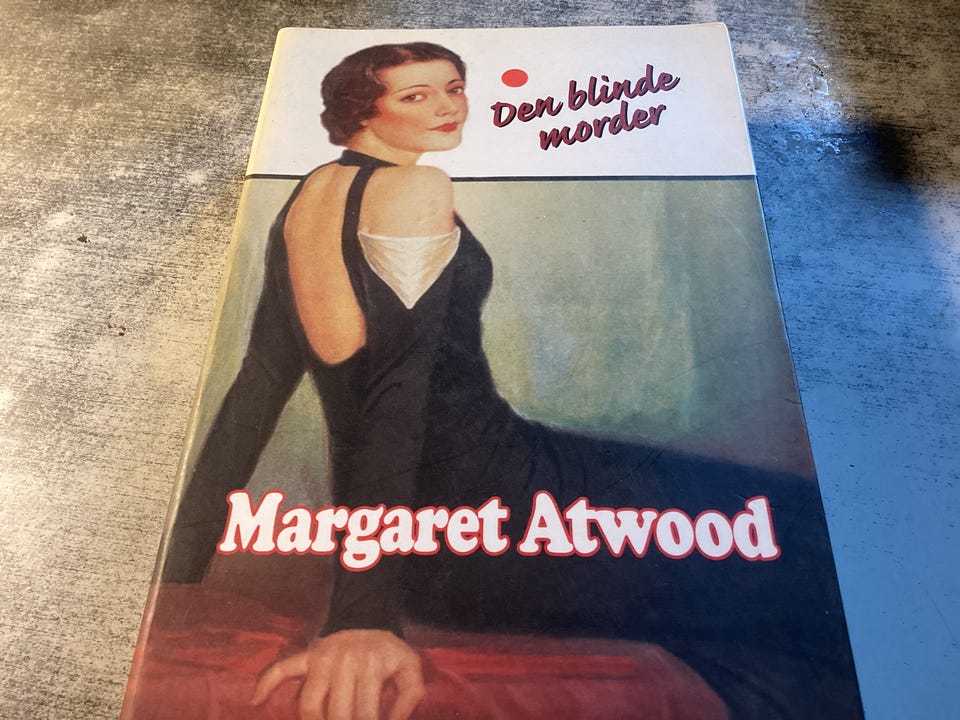 Den blinde
morder
Margaret Atwood